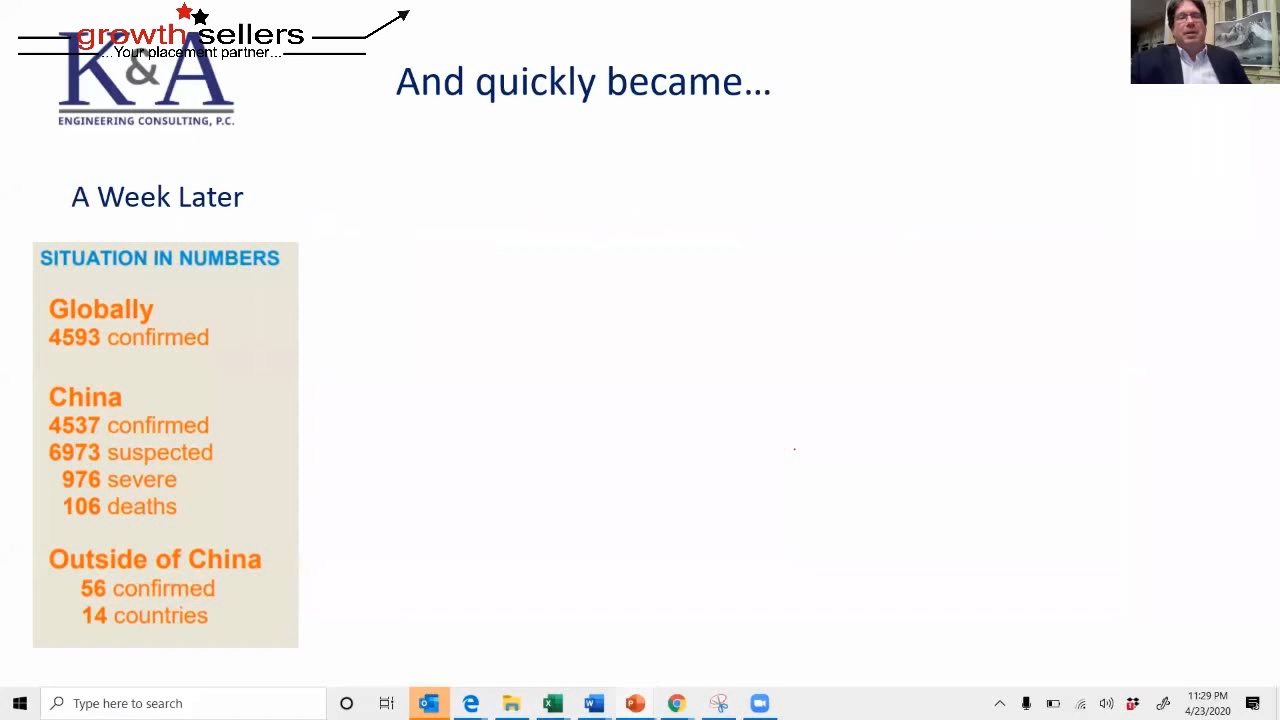 growth sellers
...Your placement partner...
K&A
ENGINEERING CONSULTING, P.C.
And quickly became…
A Week Later
SITUATION IN NUMBERS
Globally
4593 confirmed
China
4537 confirmed
6973 suspected
976 severe
106 deaths
Outside of China
56 confirmed
14 countries
Type here to search
11:29 PM
4/23/2020